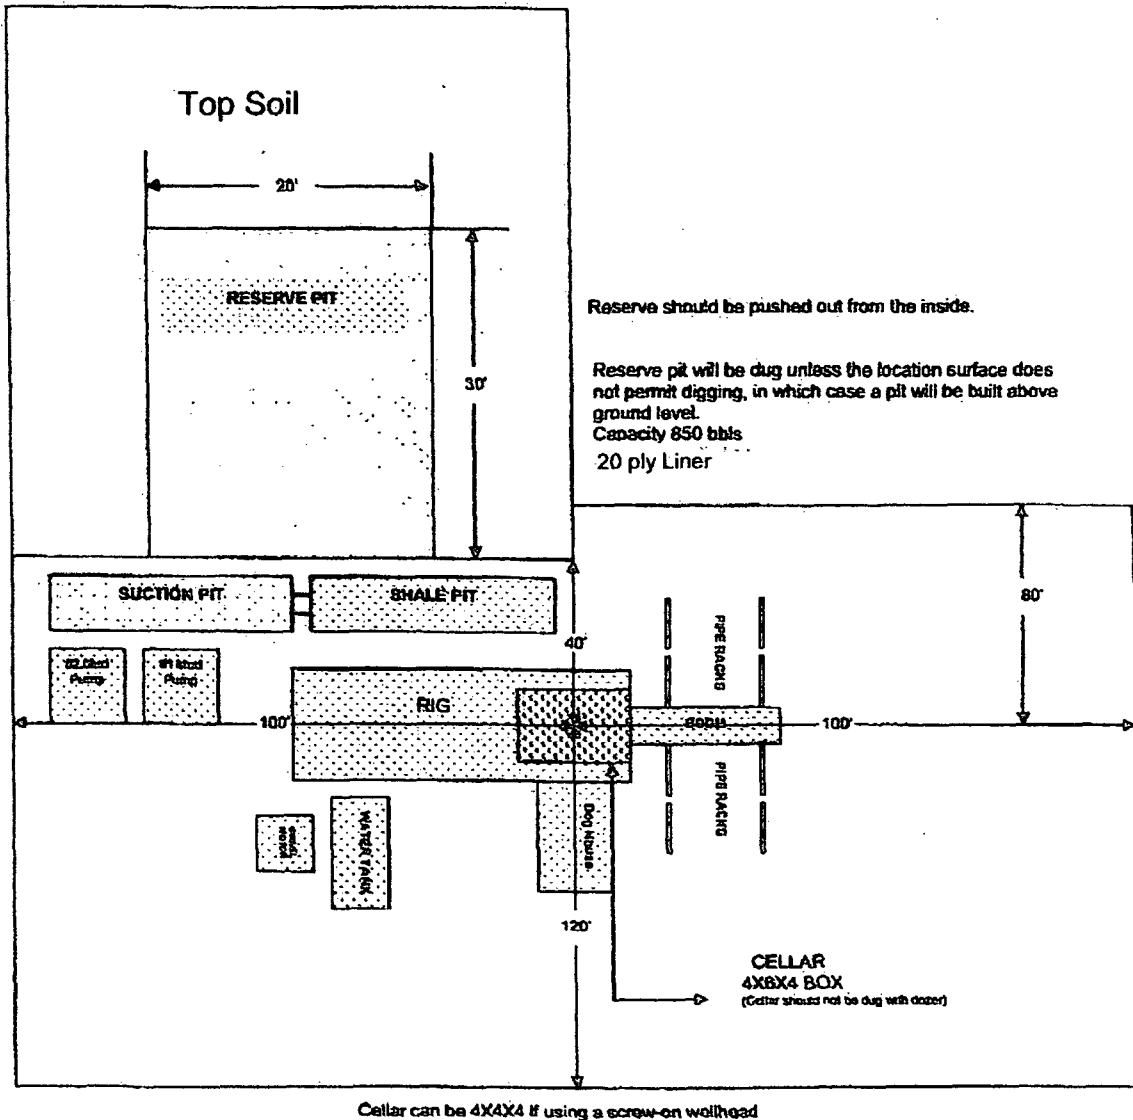 Top Soil
20'
RESERVE PIT
30'
Reserve should be pushed out from the inside.
Reserve pit will be dug unless the location surface does
not permit digging, in which case a pit will be built above
ground level.
Capacity 850 bbls
20 ply Liner
SUCTION PIT
SHALE PIT
80'
40'
PIPE RACKS
#2 Mud
Pump
#1 Mud
Pump
RIG
100'
100'
PIPE RACKS
Dog House
WATER TANK
120'
CELLAR
4X6X4 BOX
(Cellar should not be dug with dozer)
Cellar can be 4X4X4 if using a screw-on wellhead